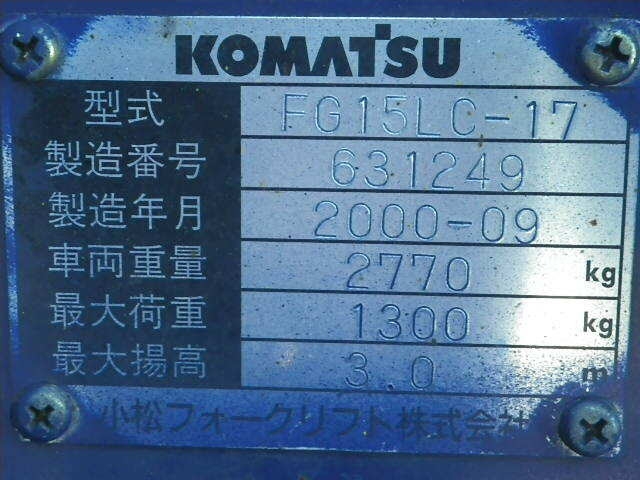 KOMATSU
型式 FG15LC-17
製造番号 631249
製造年月 2000-09
車両重量 2770 kg
最大荷重 1300 kg
最大揚高 3.0 m
小松フォークリフト株式会社